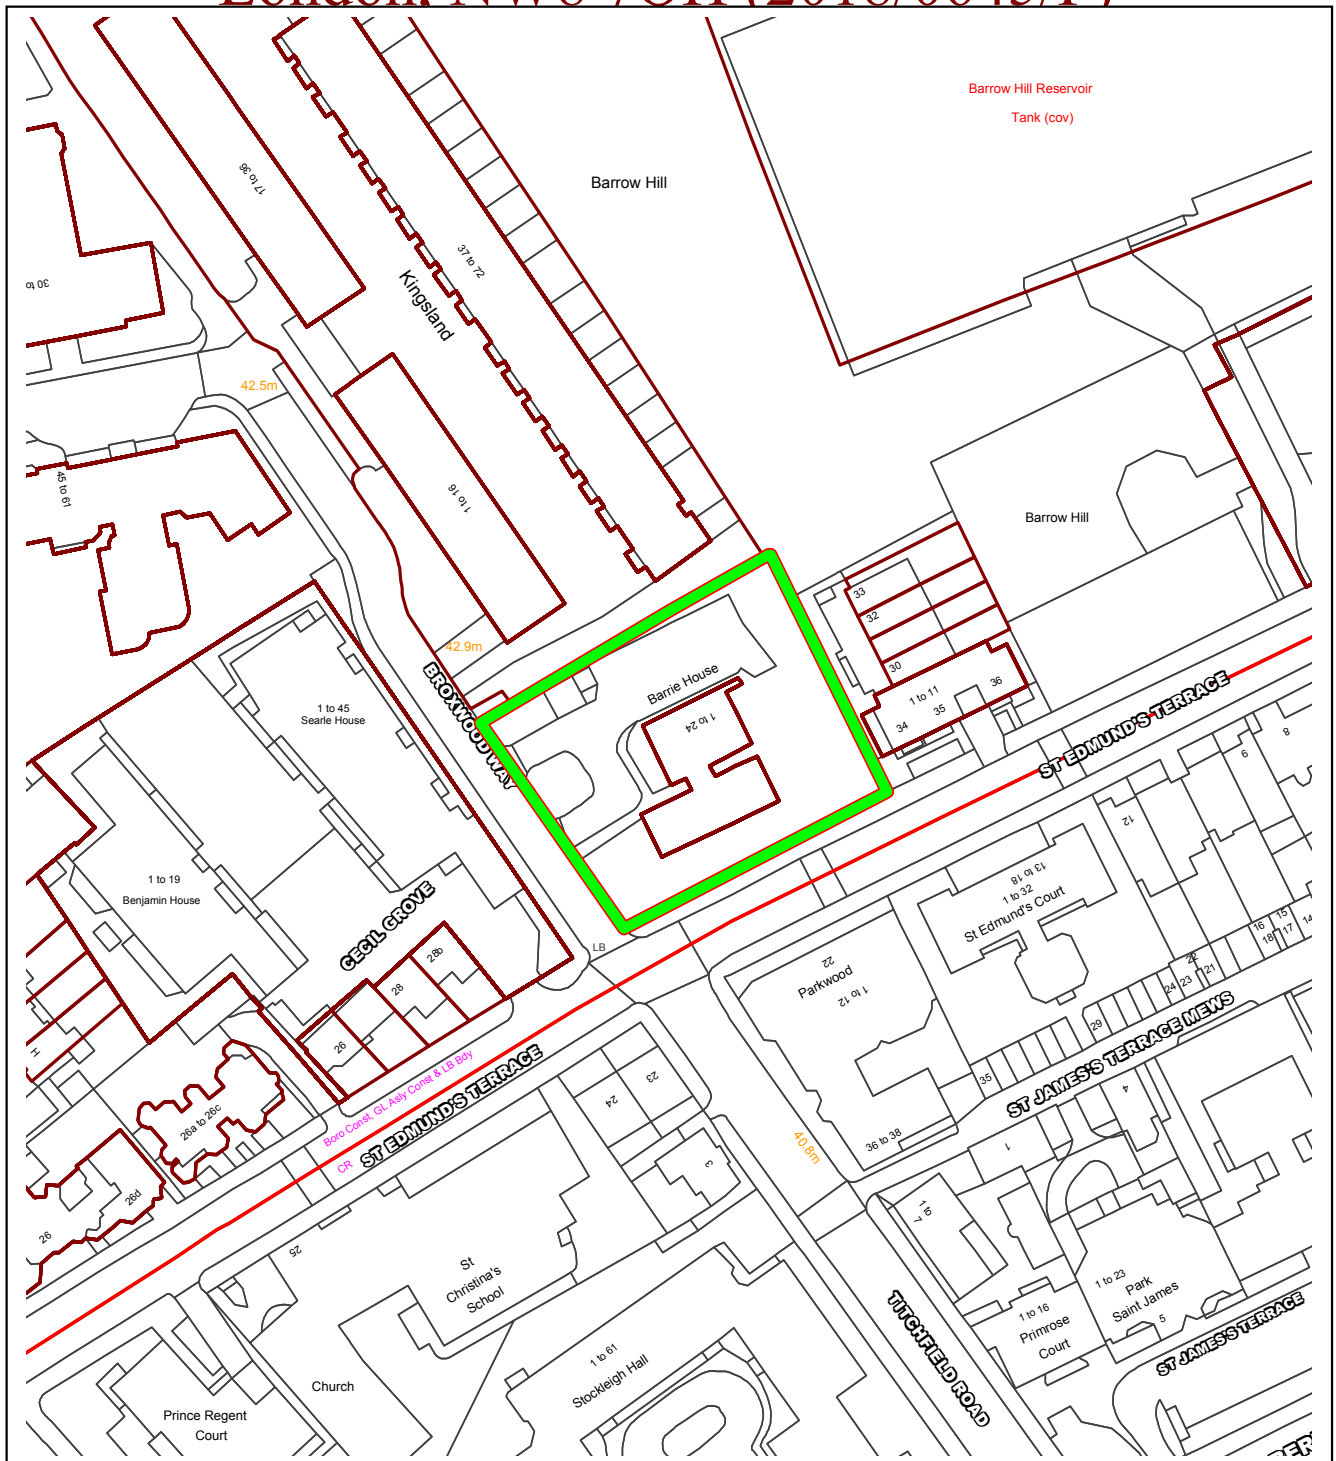 Barrow Hill Reservoir
Tank (cov)
Barrow Hill
17 to 36
37 to 72
Kingsland
30 to
42.5m
45 to 61
1 to 16
Barrow Hill
33
32
30
1 to 11
36
35
34
42.9m
BROXWOOD WAY
Barrie House
1 to 24
1 to 45
Searle House
ST EDMUND'S TERRACE
8
9
12
13 to 18
1 to 32
St Edmund's Court
1 to 19
Benjamin House
CECIL GROVE
LB
28b
28
26
22
Parkwood
1 to 12
14
15
16
17
18
21
22
23
24
29
35
36 to 38
ST JAMES'S TERRACE MEWS
H
26a to 26c
26d
26
Boro Const, GL Asly Const & LB Bdy
CR
ST EDMUND'S TERRACE
23
24
3
40.8m
4
1
1 to 7
25
St
Christina's
School
1 to 61
Stockleigh Hall
TITCHFIELD ROAD
1 to 23
Park
Saint James
5
1 to 16
Primrose
Court
ST JAMES'S TERRACE
Church
Prince Regent
Court